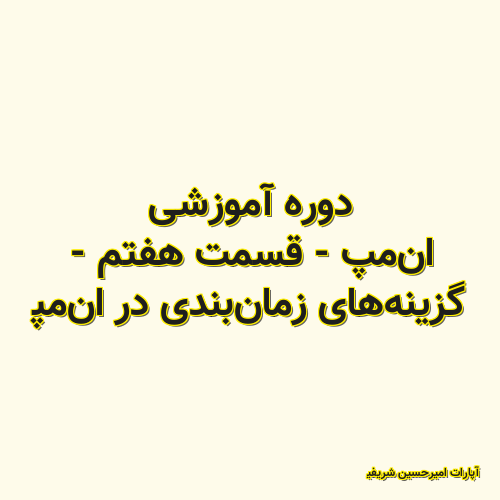 دوره آموزشی
ان‌مپ - قسمت هفتم -
گزینه‌های زمان‌بندی در ان‌مپ
آپارات امیرحسین شریفی